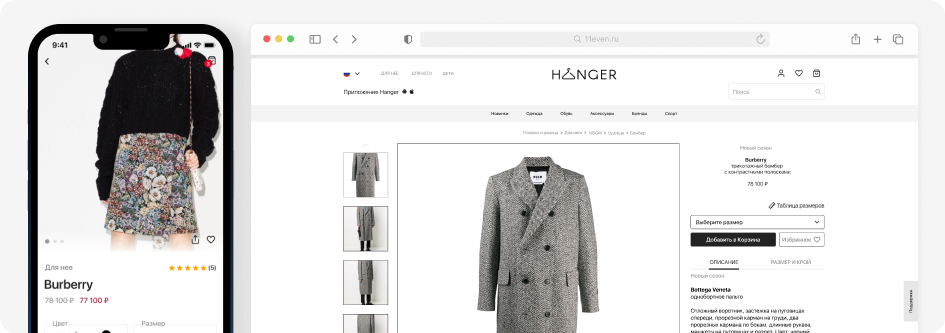 9:41
Для нее
(5)
Burberry
78 100 ₽ 77 100 ₽
Цвет Размер
11even.ru
ДЛЯ НЕЕ ДЛЯ НЕГО ДЕТИ
HANGER
Приложение Hanger
Поиск
Новинки Одежда Обувь Аксессуары Бренды Спорт
Главная страница Для него MSGM Одежда Бомбер
Новый сезон
Burberry
трикотажный бомбер
с контрастными полосками
78 100 ₽
Таблица размеров
Выберите размер
Добавить в Корзина Избранное
ОПИСАНИЕ РАЗМЕР И КРОЙ
Новый сезон
Bottega Veneta
однобортное пальто
Отложной воротник, застежка на пуговицах
спереди, прорезной карман на груди, два
прорезных кармана по бокам, длинные рукава,
манжеты на пуговицах и разрез. Цвет: черный
MSGM
Поддержка